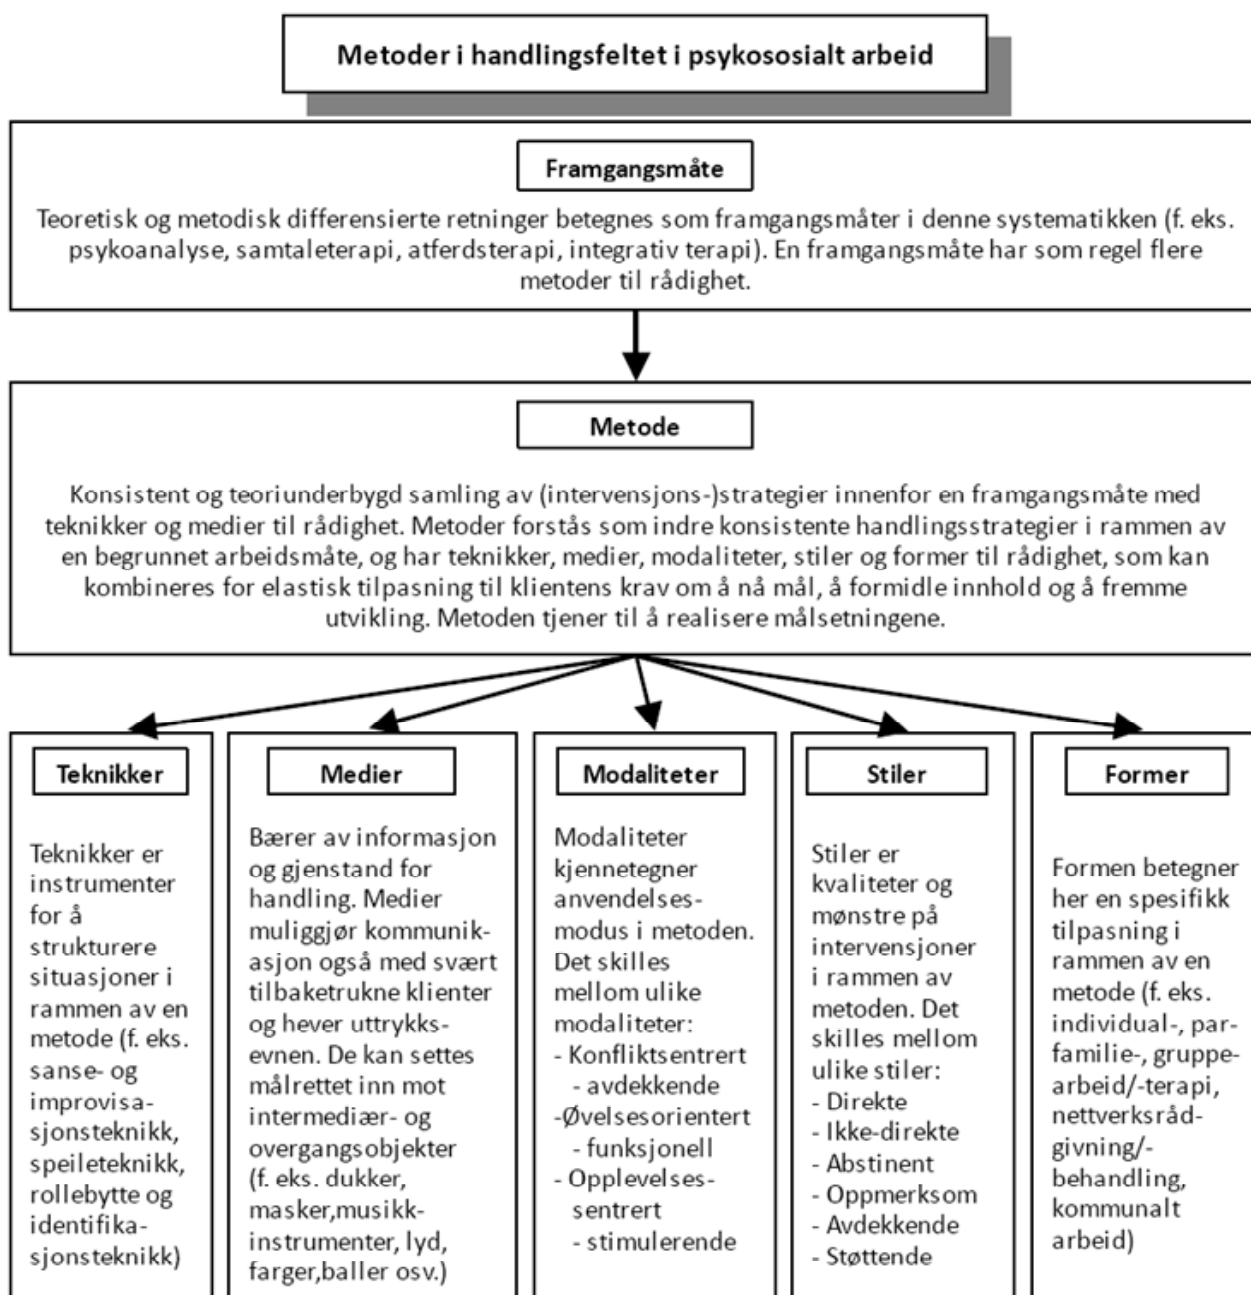 Metoder i handlingsfeltet i psykososialt arbeid
Framgangsmåte
Teoretisk og metodisk differensierte retninger betegnes som framgangsmåter i denne systematikken (f. eks.
psykoanalyse, samtaleterapi, atferdsterapi, integrativ terapi). En framgangsmåte har som regel flere
metoder til rådighet.
Metode
Konsistent og teoriunderbygd samling av (intervensjons-)strategier innenfor en framgangsmåte med
teknikker og medier til rådighet. Metoder forstås som indre konsistente handlingsstrategier i rammen av
en begrunnet arbeidsmåte, og har teknikker, medier, modaliteter, stiler og former til rådighet, som kan
kombineres for elastisk tilpasning til klientens krav om å nå mål, å formidle innhold og å fremme
utvikling. Metoden tjener til å realisere målsetningene.
Teknikker
Teknikker er
instrumenter
for å
strukturere
situasjoner i
rammen av en
metode (f. eks.
sanse- og
improvisa-
sjonsteknikk,
speileteknikk,
rollebytte og
identifika-
sjonsteknikk)
Medier
Bærer av informasjon
og gjenstand for
handling. Medier
muliggjør kommunik-
asjon også med svært
tilbaketrukne klienter
og hever uttrykks-
evnen. De kan settes
målrettet inn mot
intermediær- og
overgangsobjekter
(f. eks. dukker,
masker,musikk-
instrumenter, lyd,
farger,baller osv.)
Modaliteter
Modaliteter
kjennetegner
anvendelses-
modus i metoden.
Det skilles
mellom ulike
modaliteter:
- Konfliktsentrert
- avdekkende
-Øvelsesorientert
- funksjonell
- Opplevelses-
sentrert
- stimulerende
Stiler
Stiler er
kvaliteter og
mønstre på
intervensjoner
i rammen av
metoden. Det
skilles mellom
ulike stiler:
- Direkte
- Ikke-direkte
- Abstinent
- Oppmerksom
- Avdekkende
- Støttende
Former
Formen betegner
her en spesifikk
tilpasning i
rammen av en
metode (f. eks.
individual-, par-
familie-, gruppe-
arbeid/-terapi,
nettverksråd-
givning/-
behandling,
kommunalt
arbeid)